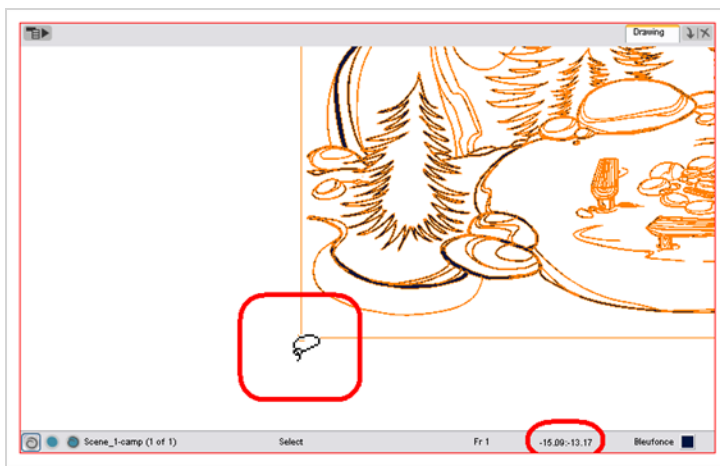 Drawing
Scene_1-camp (1 of 1) Select Fr 1 -15.09:-13.17 Bleufonce